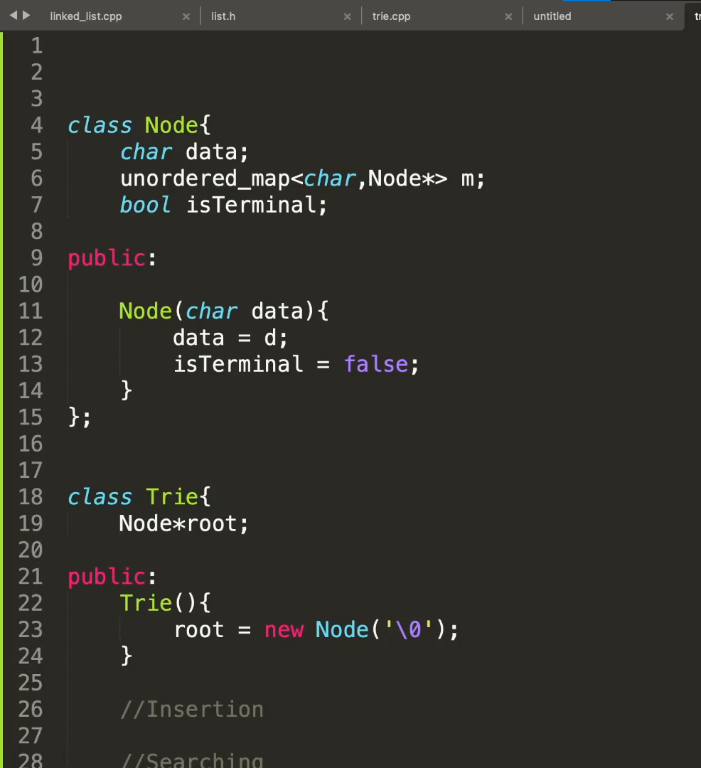 linked_list.cpp × list.h × trie.cpp × untitled × tr
1
2
3
4 class Node{
5     char data;
6     unordered_map<char,Node*> m;
7     bool isTerminal;
8
9 public:
10
11     Node(char data){
12         data = d;
13         isTerminal = false;
14     }
15 };
16
17
18 class Trie{
19     Node*root;
20
21 public:
22     Trie(){
23         root = new Node('\0');
24     }
25
26     //Insertion
27
28     //Searching